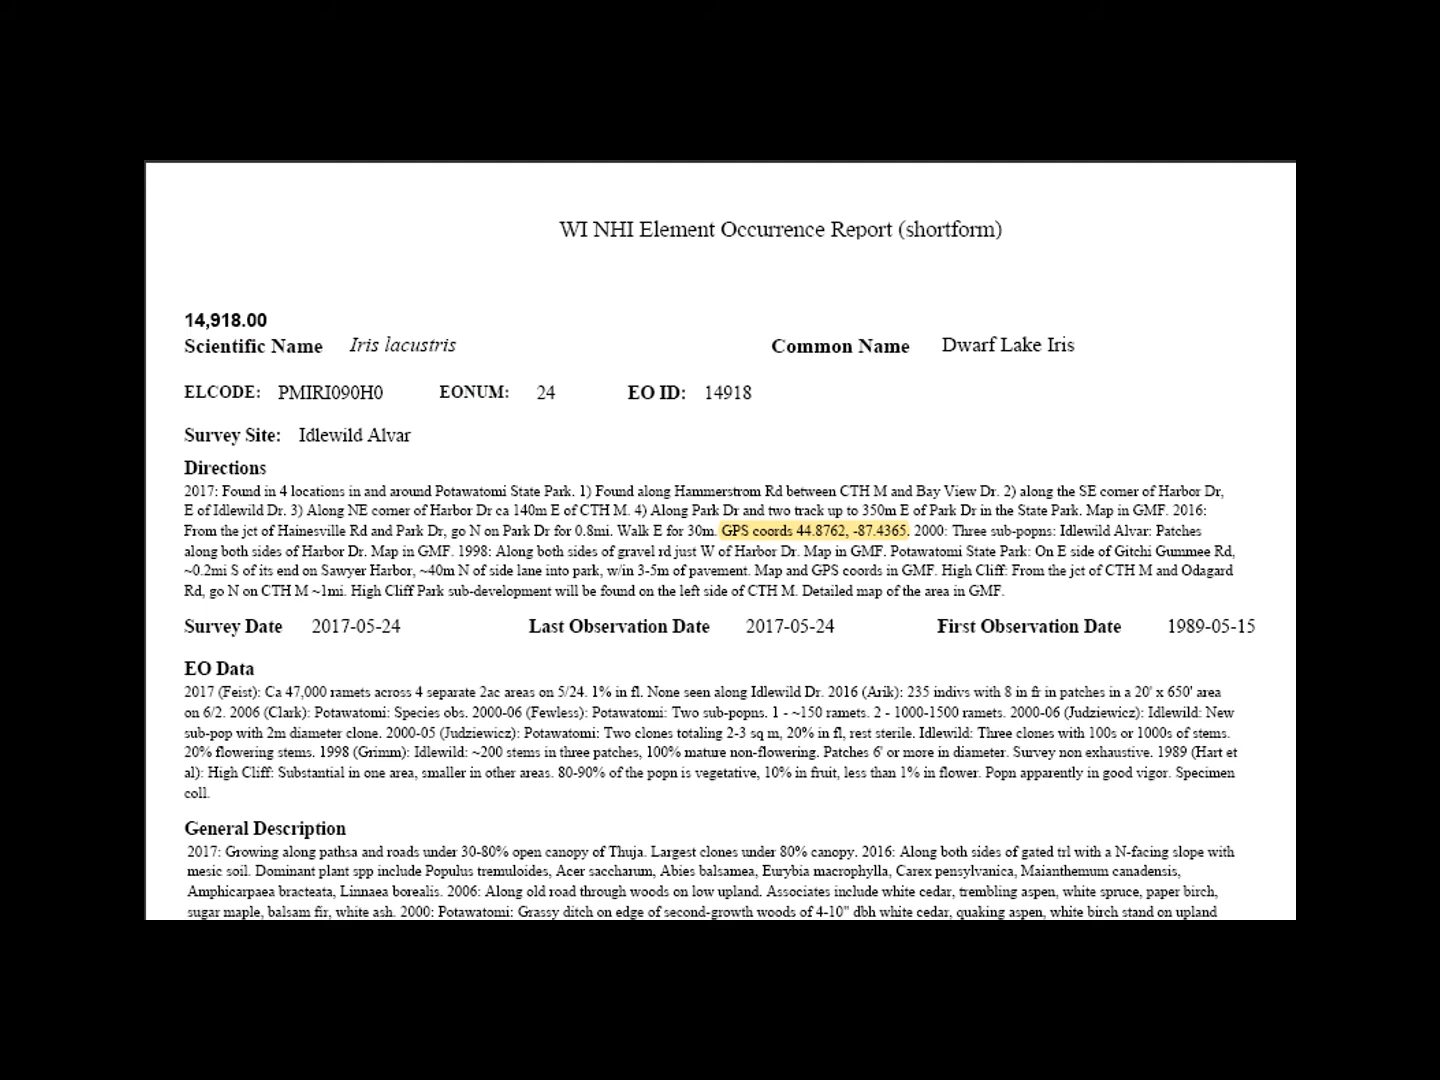 WI NHI Element Occurrence Report (shortform)
14,918.00
Scientific Name Iris lacustris Common Name Dwarf Lake Iris
ELCODE: PMIRI090H0 EONUM: 24 EO ID: 14918
Survey Site: Idlewild Alvar
Directions
2017: Found in 4 locations in and around Potawatomi State Park. 1) Found along Hammerstrom Rd between CTH M and Bay View Dr. 2) along the SE corner of Harbor Dr,
E of Idlewild Dr. 3) Along NE corner of Harbor Dr ca 140m E of CTH M. 4) Along Park Dr and two track up to 350m E of Park Dr in the State Park. Map in GMF. 2016:
From the jct of Hainesville Rd and Park Dr, go N on Park Dr for 0.8mi. Walk E for 30m. GPS coords 44.8762, -87.4365. 2000: Three sub-popns: Idlewild Alvar: Patches
along both sides of Harbor Dr. Map in GMF. 1998: Along both sides of gravel rd just W of Harbor Dr. Map in GMF. Potawatomi State Park: On E side of Gitchi Gummee Rd,
~0.2mi S of its end on Sawyer Harbor, ~40m N of side lane into park, w/in 3-5m of pavement. Map and GPS coords in GMF. High Cliff: From the jct of CTH M and Odagard
Rd, go N on CTH M ~1mi. High Cliff Park sub-development will be found on the left side of CTH M. Detailed map of the area in GMF.
Survey Date 2017-05-24 Last Observation Date 2017-05-24 First Observation Date 1989-05-15
EO Data
2017 (Feist): Ca 47,000 ramets across 4 separate 2ac areas on 5/24. 1% in fl. None seen along Idlewild Dr. 2016 (Arik): 235 indivs with 8 in fr in patches in a 20' x 650' area
on 6/2. 2006 (Clark): Potawatomi: Species obs. 2000-06 (Fewless): Potawatomi: Two sub-popns. 1 - ~150 ramets. 2 - 1000-1500 ramets. 2000-06 (Judziewicz): Idlewild: New
sub-pop with 2m diameter clone. 2000-05 (Judziewicz): Potawatomi: Two clones totaling 2-3 sq m, 20% in fl, rest sterile. Idlewild: Three clones with 100s or 1000s of stems.
20% flowering stems. 1998 (Grimm): Idlewild: ~200 stems in three patches, 100% mature non-flowering. Patches 6' or more in diameter. Survey non exhaustive. 1989 (Hart et
al): High Cliff: Substantial in one area, smaller in other areas. 80-90% of the popn is vegetative, 10% in fruit, less than 1% in flower. Popn apparently in good vigor. Specimen
coll.
General Description
2017: Growing along pathsa and roads under 30-80% open canopy of Thuja. Largest clones under 80% canopy. 2016: Along both sides of gated trl with a N-facing slope with
mesic soil. Dominant plant spp include Populus tremuloides, Acer saccharum, Abies balsamea, Eurybia macrophylla, Carex pensylvanica, Maianthemum canadensis,
Amphicarpaea bracteata, Linnaea borealis. 2006: Along old road through woods on low upland. Associates include white cedar, trembling aspen, white spruce, paper birch,
sugar maple, balsam fir, white ash. 2000: Potawatomi: Grassy ditch on edge of second-growth woods of 4-10" dbh white cedar, quaking aspen, white birch stand on upland